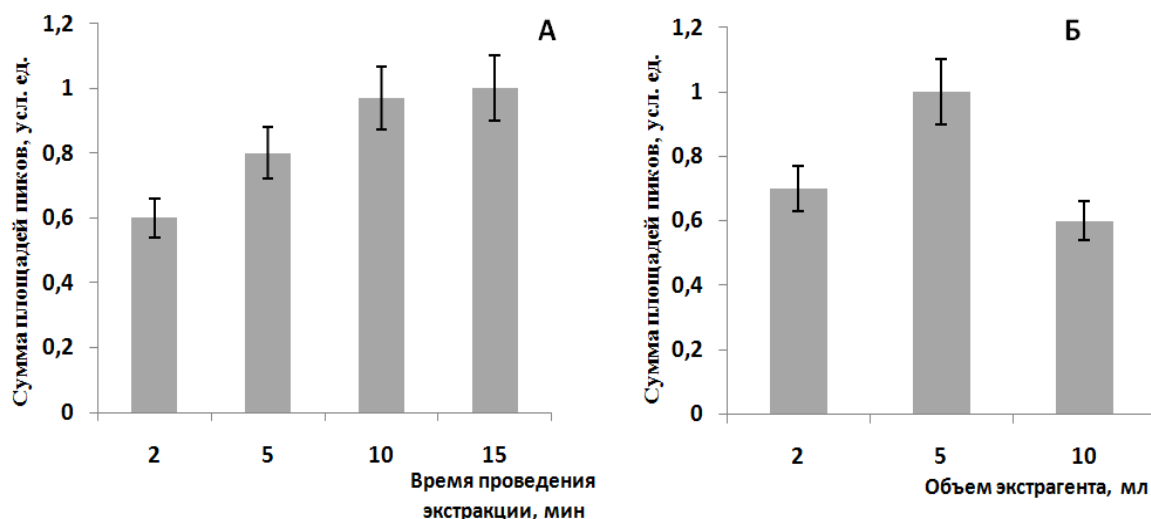 А
Сумма площадей пиков, усл. ед.
1,2
1
0,8
0,6
0,4
0,2
0
2 5 10 15
Время проведения
экстракции, мин
Б
Сумма площадей пиков, усл. ед.
1,2
1
0,8
0,6
0,4
0,2
0
2 5 10
Объем экстрагента, мл